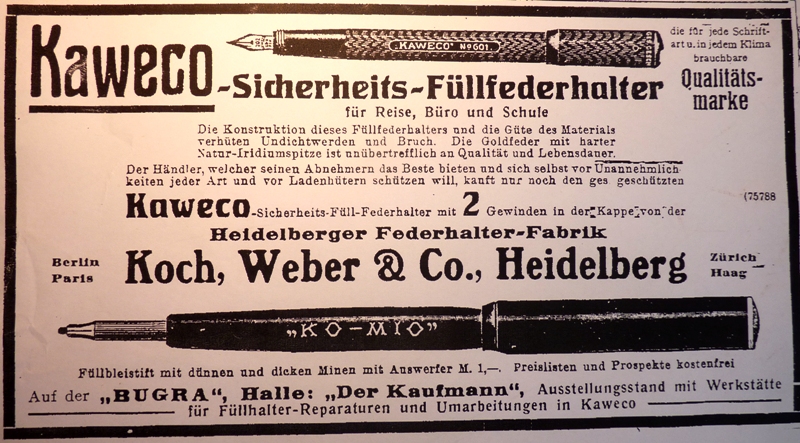 „KAWECO" No 601.
Kaweco-Sicherheits-Füllfederhalter
die für jede Schrift-
art u. in jedem Klima
brauchbare
Qualitäts-
marke
für Reise, Büro und Schule
Die Konstruktion dieses Füllfederhalters und die Güte des Materials
verhüten Undichtwerden und Bruch. Die Goldfeder mit harter
Natur-Iridiumspitze ist unübertrefflich an Qualität und Lebensdauer.
Der Händler, welcher seinen Abnehmern das Beste bieten und sich selbst vor Unannehmlich-
keiten jeder Art und vor Ladenhütern schützen will, kauft nur noch den ges. geschützten
(75788
Kaweco-Sicherheits-Füll-Federhalter mit 2 Gewinden in der Kappe von der
Heidelberger Federhalter-Fabrik
Berlin
Paris
Koch, Weber & Co., Heidelberg
Zürich
Haag
„KO-MIO"
Füllbleistift mit dünnen und dicken Minen mit Auswerfer M. 1,—. Preislisten und Prospekte kostenfrei
Auf der „BUGRA", Halle: „Der Kaufmann", Ausstellungsstand mit Werkstätte
für Füllhalter-Reparaturen und Umarbeitungen in Kaweco